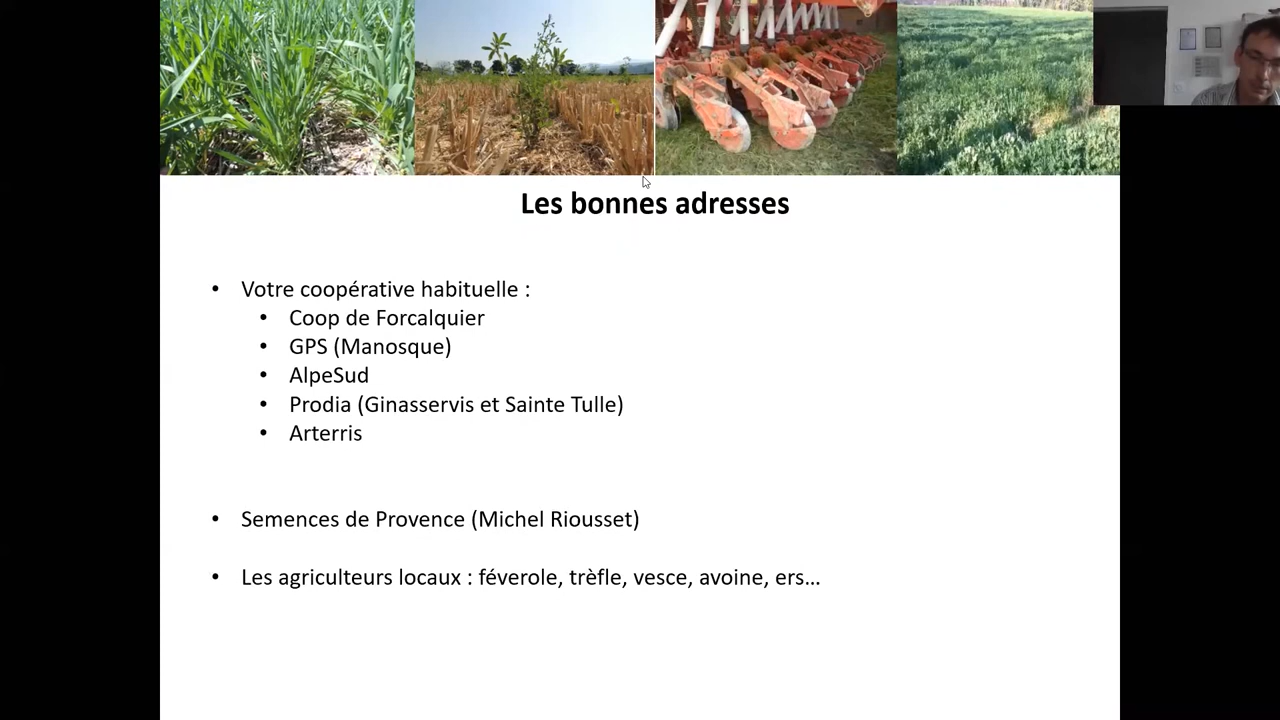 Les bonnes adresses
• Votre coopérative habituelle :
• Coop de Forcalquier
• GPS (Manosque)
• AlpeSud
• Prodia (Ginasservis et Sainte Tulle)
• Arterris
• Semences de Provence (Michel Riousset)
• Les agriculteurs locaux : féverole, trèfle, vesce, avoine, ers…